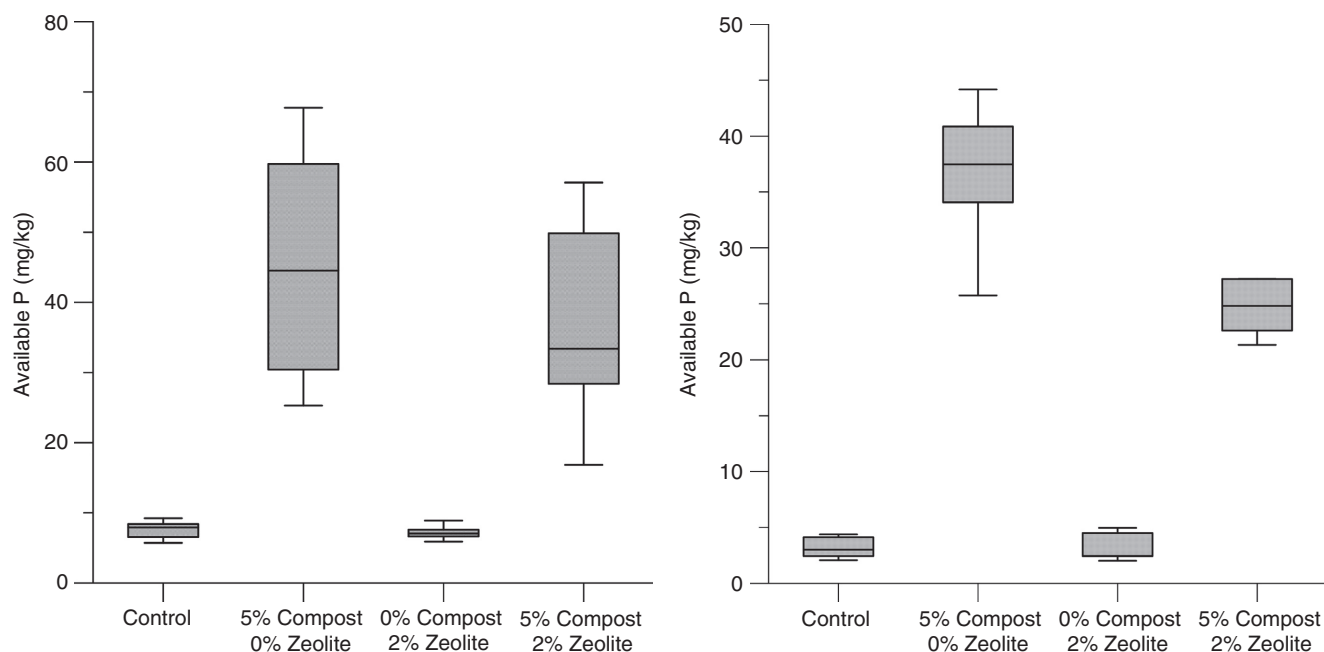 80
60
40
20
0
Available P (mg/kg)
Control
5% Compost
0% Zeolite
0% Compost
2% Zeolite
5% Compost
2% Zeolite
50
40
30
20
10
0
Available P (mg/kg)
Control
5% Compost
0% Zeolite
0% Compost
2% Zeolite
5% Compost
2% Zeolite